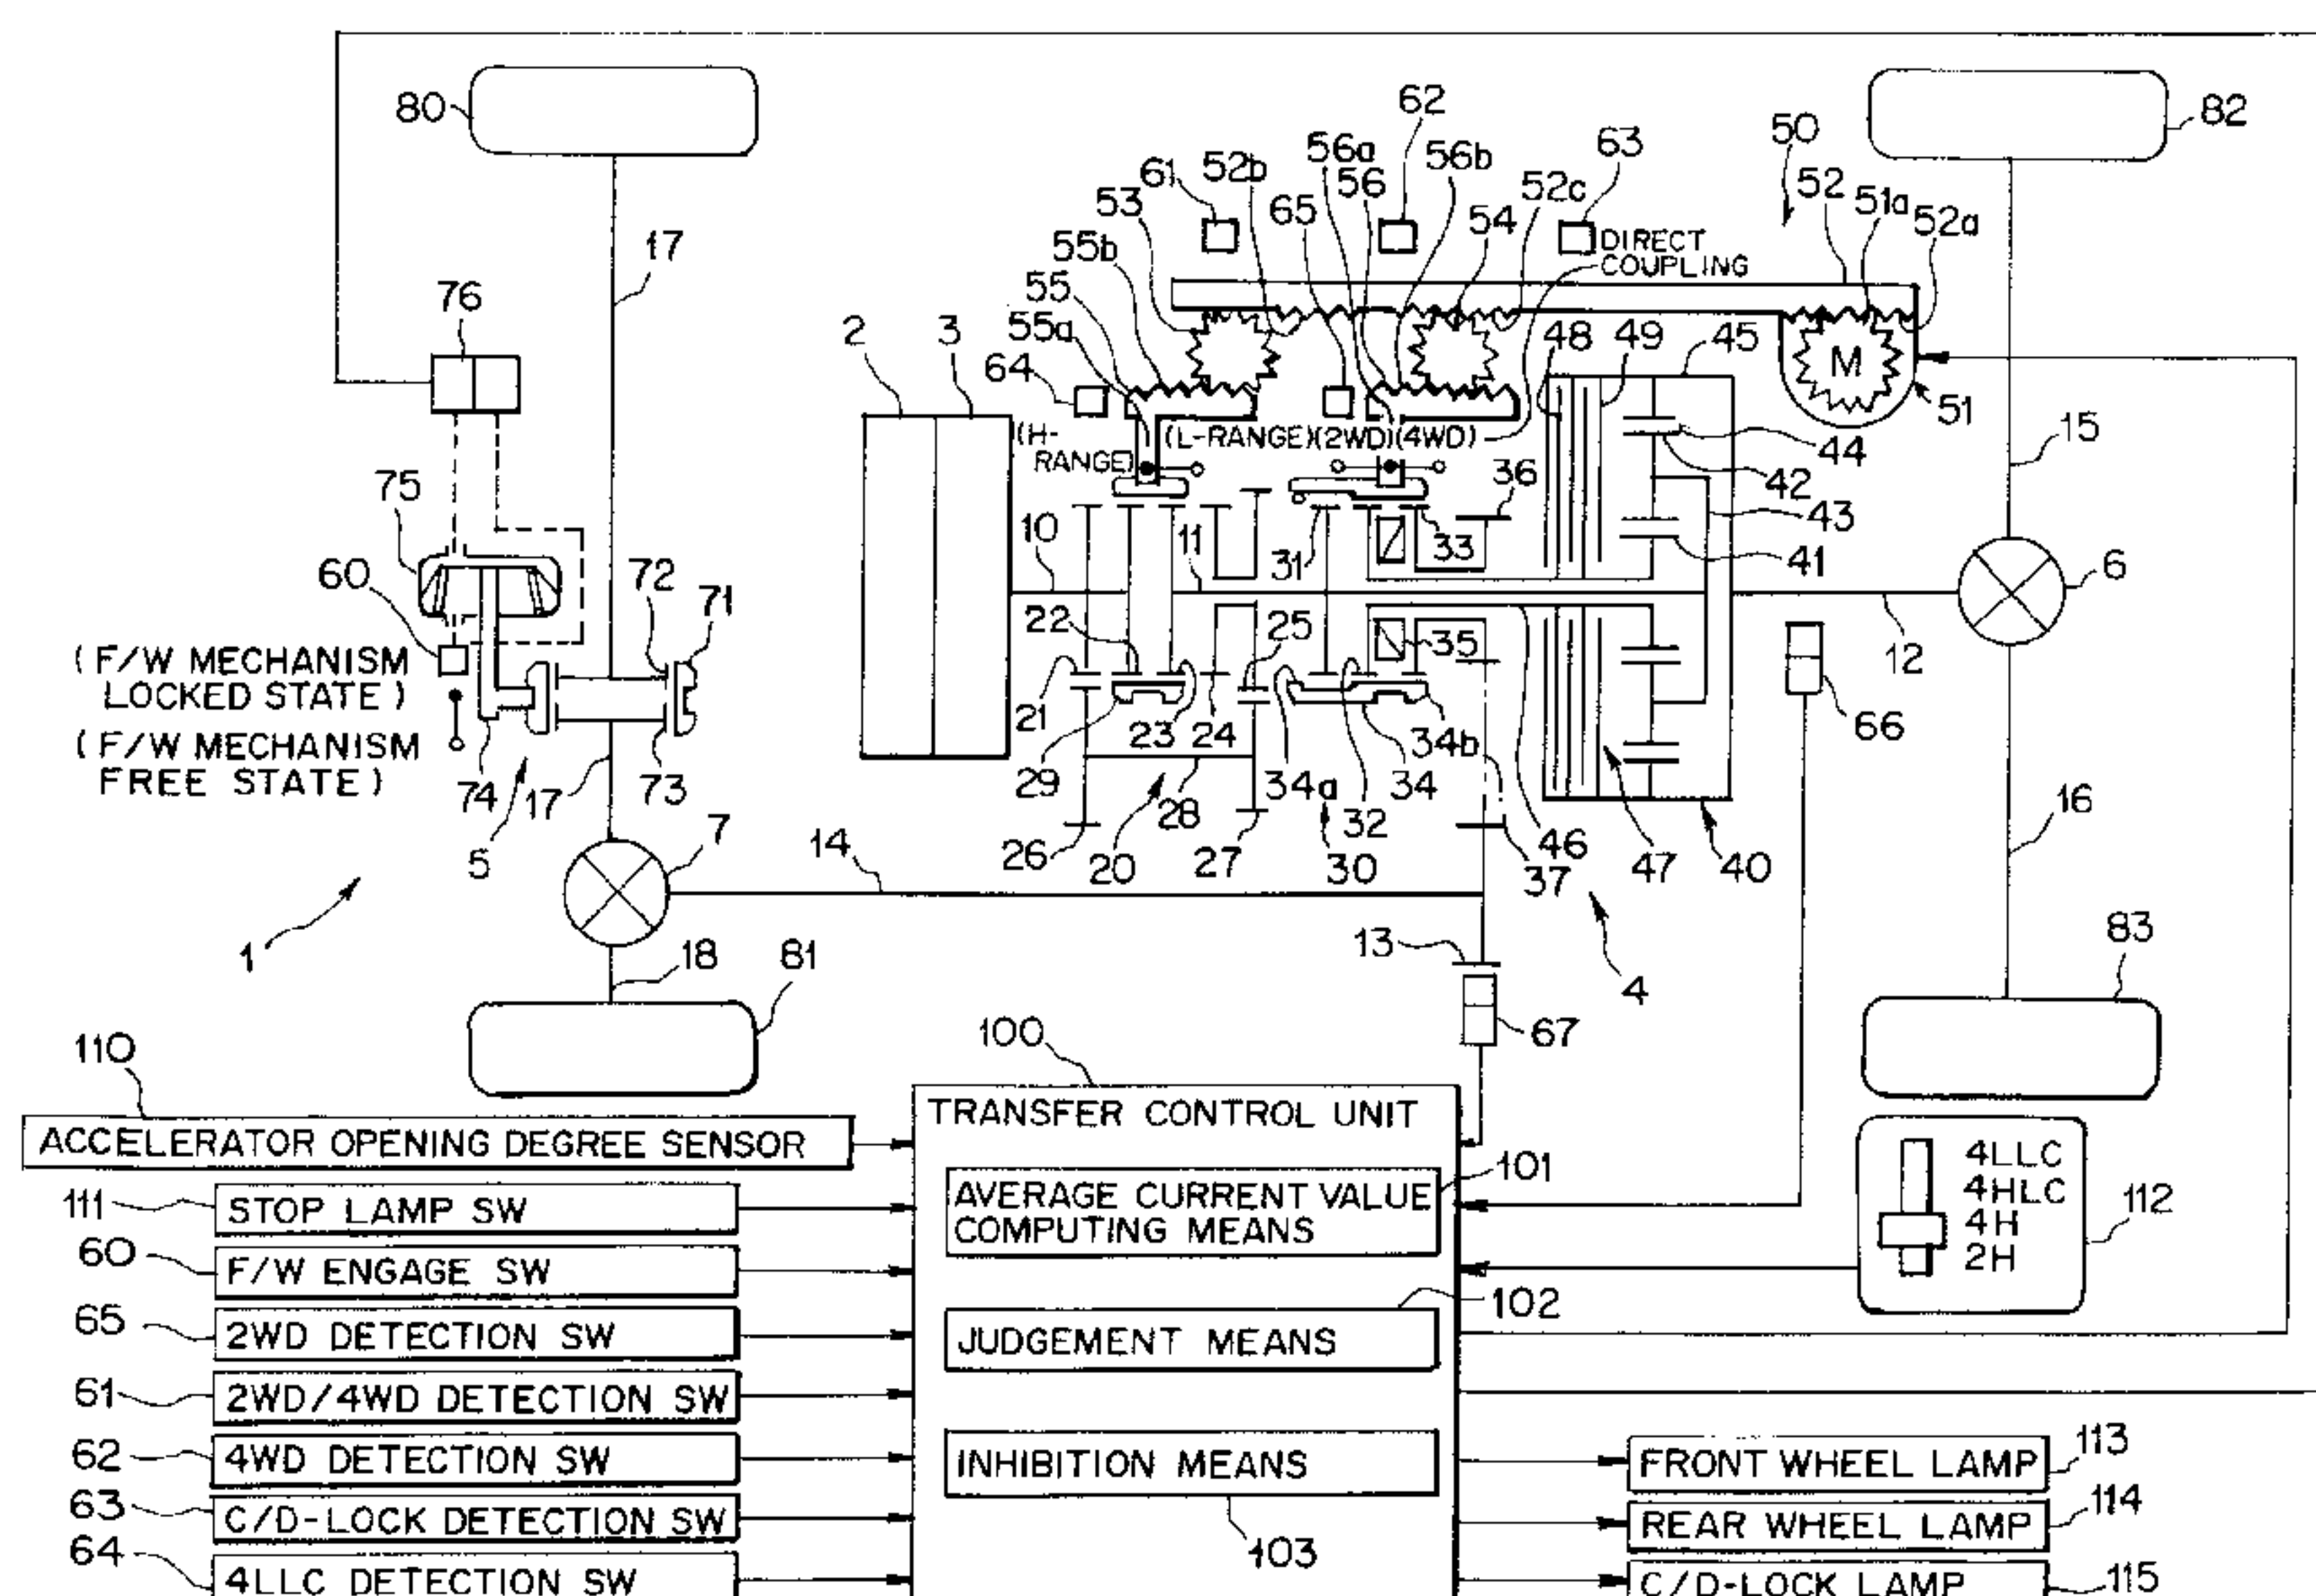 80
82
62
50
56a
56b
63
61
52b
56
52c
52
51a
53
65
54
52a
55b
DIRECT
COUPLING
17
55
76
2
3
55a
48
49
45
64
M
51
(H-
RANGE)
(L-RANGE)(2WD)(4WD)
15
44
75
36
42
10
11
43
31
33
60
72
71
41
6
22
25
35
(F/W MECHANISM
LOCKED STATE)
12
21
23
24
34b
66
(F/W MECHANISM
FREE STATE)
74
17
73
29
28
34a
32
34
16
5
7
14
26
20
27
30
46
37
47
40
1
18
81
13
4
83
110
100
67
TRANSFER CONTROL UNIT
ACCELERATOR OPENING DEGREE SENSOR
101
4LLC
111
STOP LAMP SW
AVERAGE CURRENT VALUE
COMPUTING MEANS
4HLC
112
4H
60
F/W ENGAGE SW
2H
65
2WD DETECTION SW
102
JUDGEMENT MEANS
61
2WD/4WD DETECTION SW
62
4WD DETECTION SW
INHIBITION MEANS
FRONT WHEEL LAMP
113
63
C/D-LOCK DETECTION SW
103
REAR WHEEL LAMP
114
64
4LLC DETECTION SW
C/D-LOCK LAMP
115